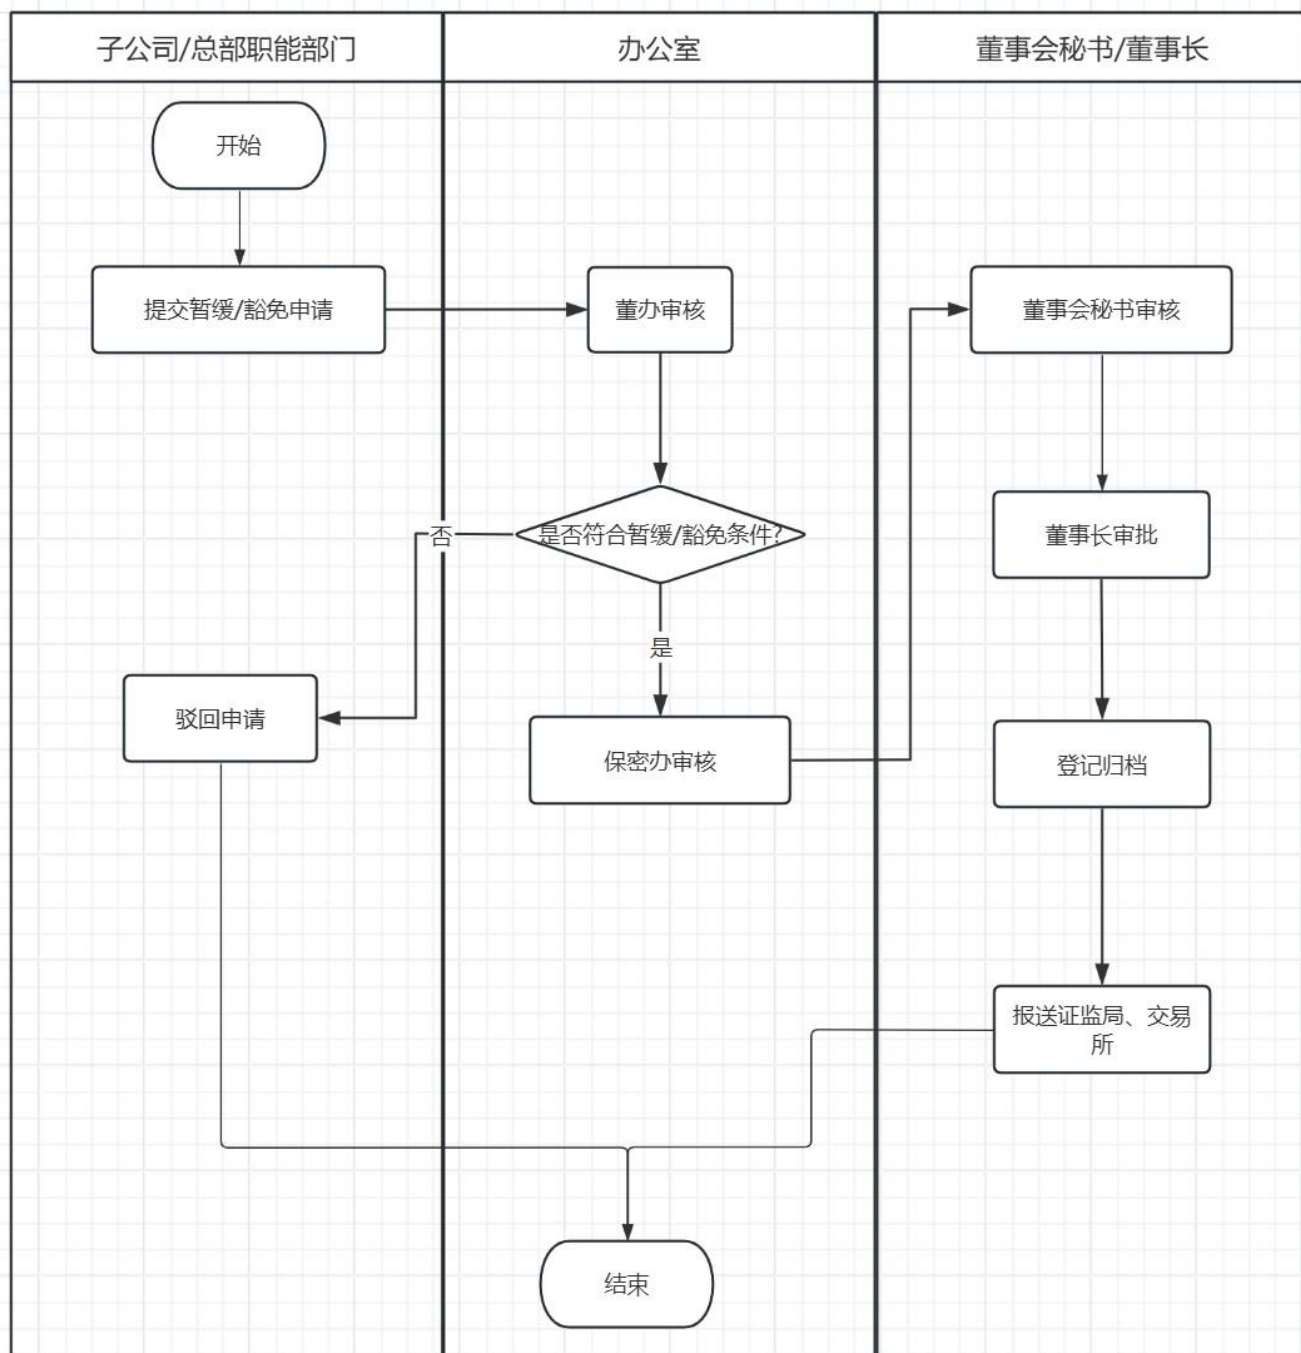 子公司/总部职能部门
办公室
董事会秘书/董事长
开始
提交暂缓/豁免申请
董办审核
董事会秘书审核
是否符合暂缓/豁免条件?
否
董事长审批
是
驳回申请
保密办审核
登记归档
报送证监局、交易
所
结束